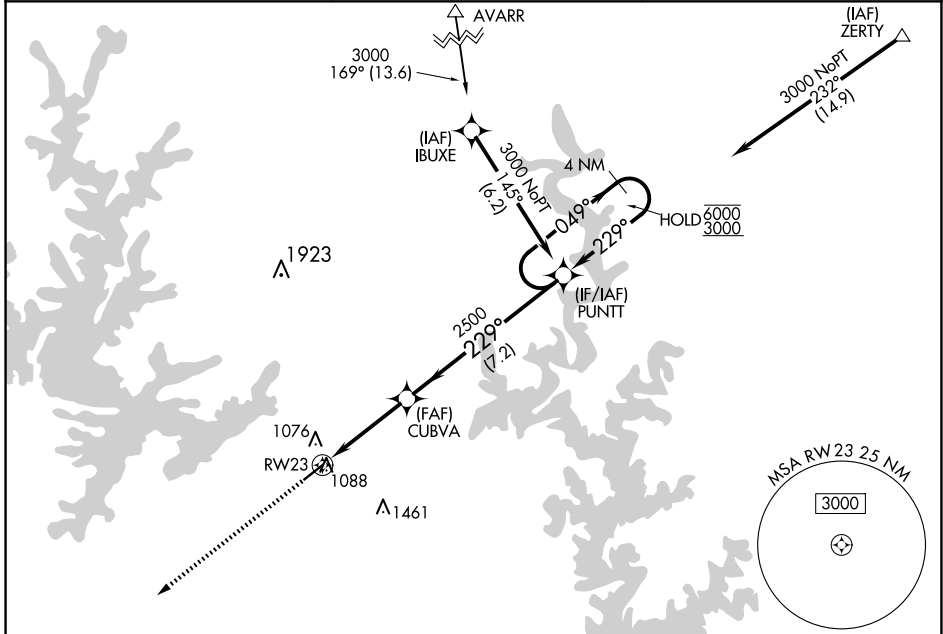 AVARR
3000
169° (13.6)
(IAF)
ZERTY
3000 NoPT
232°
(14.9)
(IAF)
IBUXE
3000 NoPT
145°
(6.2)
4 NM
049°
229°
HOLD 6000
3000
(IF/IAF)
PUNTT
1923
2500
229°
(7.2)
(FAF)
CUBVA
1076
RW23
1088
1461
MSA RW 23 25 NM
3000